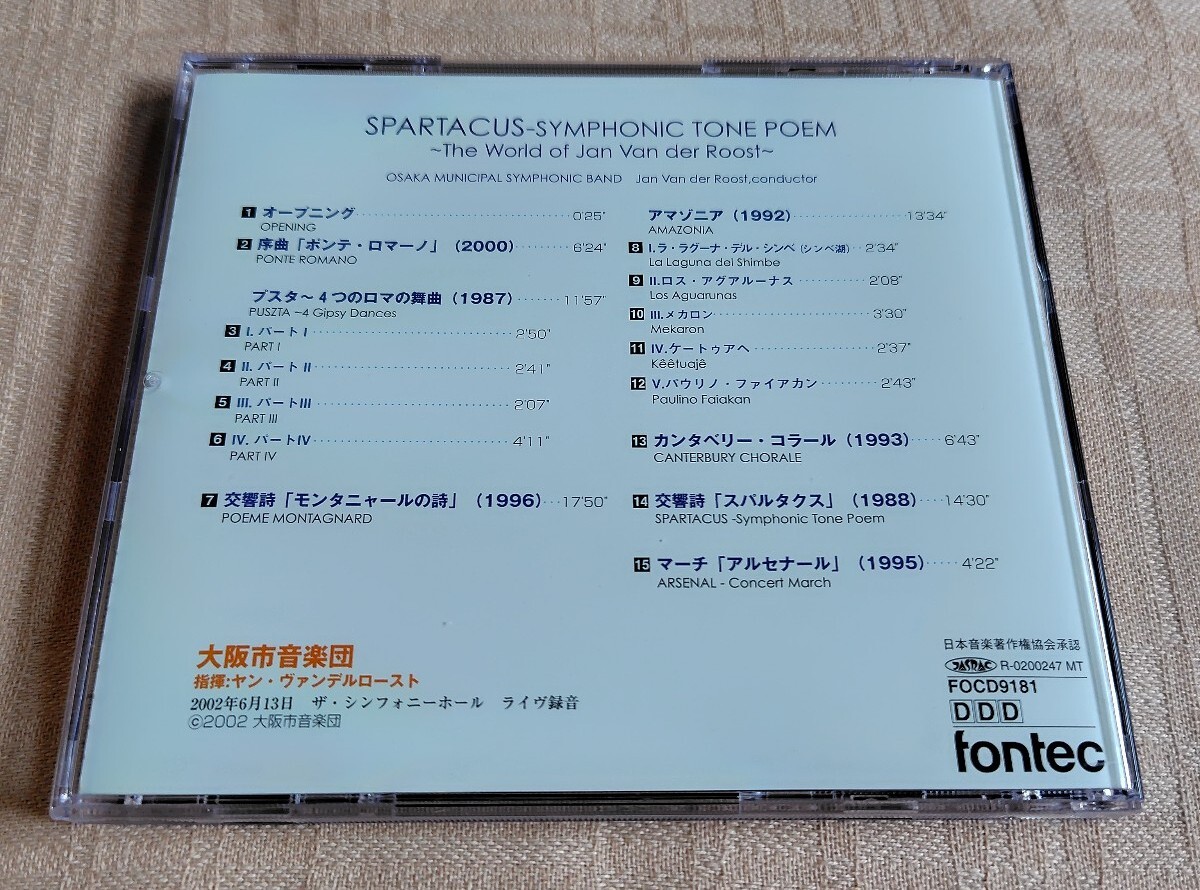 SPARTACUS-SYMPHONIC TONE POEM
~The World of Jan Van der Roost~
OSAKA MUNICIPAL SYMPHONIC BAND Jan Van der Roost,conductor
1 オープニング 0'25"
OPENING
2 序曲「ポンテ・ロマーノ」（2000） 6'24"
PONTE ROMANO
プスタ～4つのロマの舞曲（1987） 11'57"
PUSZTA ~4 Gipsy Dances
3 I. パートI 2'50"
PART I
4 II. パートII 2'41"
PART II
5 III. パートIII 2'07"
PART III
6 IV. パートIV 4'11"
PART IV
7 交響詩「モンタニャールの詩」（1996） 17'50"
POEME MONTAGNARD
アマゾニア（1992） 13'34"
AMAZONIA
8 I.ラ・ラグーナ・デル・シンベ（シンベ湖） 2'34"
La Laguna del Shimbe
9 II.ロス・アグアルーナス 2'08"
Los Aguarunas
10 III.メカロン 3'30"
Mekaron
11 IV.ケートゥアヘ 2'37"
Kêêtuajê
12 V.パウリノ・ファイアカン 2'43"
Paulino Faiakan
13 カンタベリー・コラール（1993） 6'43"
CANTERBURY CHORALE
14 交響詩「スパルタクス」（1988） 14'30"
SPARTACUS -Symphonic Tone Poem
15 マーチ「アルセナール」（1995） 4'22"
ARSENAL - Concert March
大阪市音楽団
指揮:ヤン・ヴァンデルロースト
2002年6月13日 ザ・シンフォニーホール ライヴ録音
©2002 大阪市音楽団
日本音楽著作権協会承認
JASRAC R-0200247 MT
FOCD9181
DDD
fontec